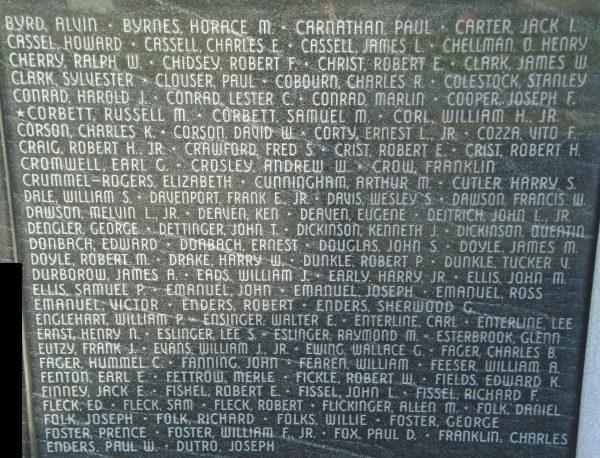 BYRD, ALVIN • BYRNES, HORACE M. • CARNATHAN, PAUL • CARTER, JACK I.
CASSEL, HOWARD • CASSELL, CHARLES E. • CASSELL, JAMES L. • CHELLMAN, O. HENRY
CHERRY, RALPH W. • CHIDSEY, ROBERT F. • CHRIST, ROBERT E. • CLARK, JAMES W.
CLARK, SYLVESTER • CLOUSER, PAUL • COBOURN, CHARLES R. • COLESTOCK, STANLEY
CONRAD, HAROLD J. • CONRAD, LESTER C. • CONRAD, MARLIN • COOPER, JOSEPH F.
★CORBETT, RUSSELL M. • CORBETT, SAMUEL M. • CORL, WILLIAM H., JR.
CORSON, CHARLES K. • CORSON, DAVID W. • CORTY, ERNEST L., JR. • COZZA, VITO F.
CRAIG, ROBERT H., JR. • CRAWFORD, FRED S. • CRIST, ROBERT E. • CRIST, ROBERT H.
CROMWELL, EARL G. • CROSLEY, ANDREW W. • CROW, FRANKLIN
CRUMMEL-ROGERS, ELIZABETH • CUNNINGHAM, ARTHUR M. • CUTLER, HARRY S.
DALE, WILLIAM S. • DAVENPORT, FRANK E., JR. • DAVIS, WESLEY S. • DAWSON, FRANCIS W.
DAWSON, MELVIN L., JR. • DEAVEN, KEN • DEAVEN, EUGENE • DEITRICH, JOHN L., JR.
DENGLER, GEORGE • DETTINGER, JOHN T. • DICKINSON, KENNETH J. • DICKINSON, QUENTIN
DONBACH, EDWARD • DONBACH, ERNEST • DOUGLAS, JOHN S. • DOYLE, JAMES M.
DOYLE, ROBERT M. • DRAKE, HARRY W. • DUNKLE, ROBERT P. • DUNKLE, TUCKER V.
DURBOROW, JAMES A. • EADS, WILLIAM J. • EARLY, HARRY, JR. • ELLIS, JOHN M.
ELLIS, SAMUEL P. • EMANUEL, JOHN • EMANUEL, JOSEPH • EMANUEL, ROSS
EMANUEL, VICTOR • ENDERS, ROBERT • ENDERS, SHERWOOD G.
ENGLEHART, WILLIAM P. • ENSINGER, WALTER E. • ENTERLINE, CARL • ENTERLINE, LEE
ERNST, HENRY N. • ESLINGER, LEE S. • ESLINGER, RAYMOND M. • ESTERBROOK, GLENN
EUTZY, FRANK J. • EVANS, WILLIAM J., JR. • EWING, WALLACE G. • FAGER, CHARLES B.
FAGER, HUMMEL C. • FANNING, JOHN • FEAREN, WILLIAM • FEESER, WILLIAM A.
FENTON, EARL E. • FETTROW, MERLE • FICKLE, ROBERT W. • FIELDS, EDWARD K.
FINNEY, JACK E. • FISHEL, ROBERT E. • FISSEL, JOHN L. • FISSEL, RICHARD F.
FLECK, ED • FLECK, SAM • FLECK, ROBERT • FLICKINGER, ALLEN M. • FOLK, DANIEL
FOLK, JOSEPH • FOLK, RICHARD • FOLKS, WILLIE • FOSTER, GEORGE
FOSTER, PRENCE • FOSTER, WILLIAM F., JR. • FOX, PAUL D. • FRANKLIN, CHARLES
ENDERS, PAUL W. • DUTRO, JOSEPH